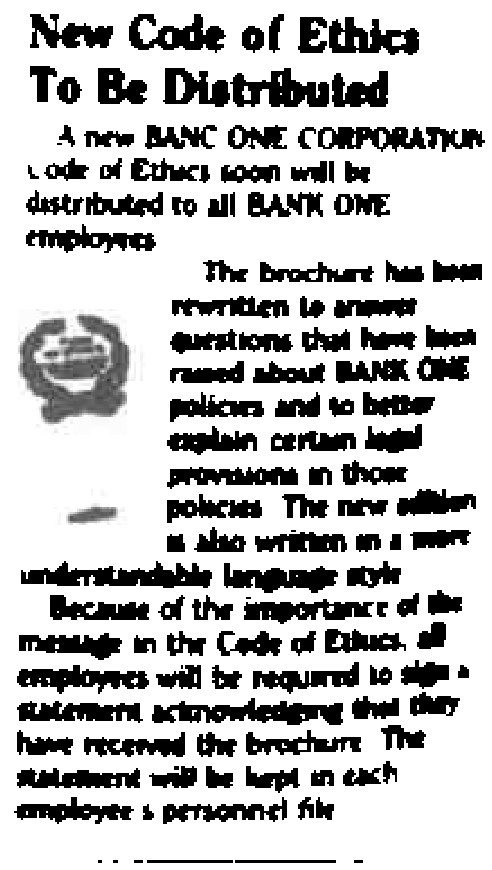 New Code of Ethics
To Be Distributed
A new BANC ONE CORPORATION
Code of Ethics soon will be
distributed to all BANK ONE
employees
The brochure has been
rewritten to answer
questions that have been
raised about BANK ONE
policies and to better
explain certain legal
provisions in those
policies The new edition
is also written in a more
understandable language style
Because of the importance of the
message in the Code of Ethics, all
employees will be required to sign a
statement acknowledging that they
have received the brochure The
statement will be kept in each
employee s personnel file